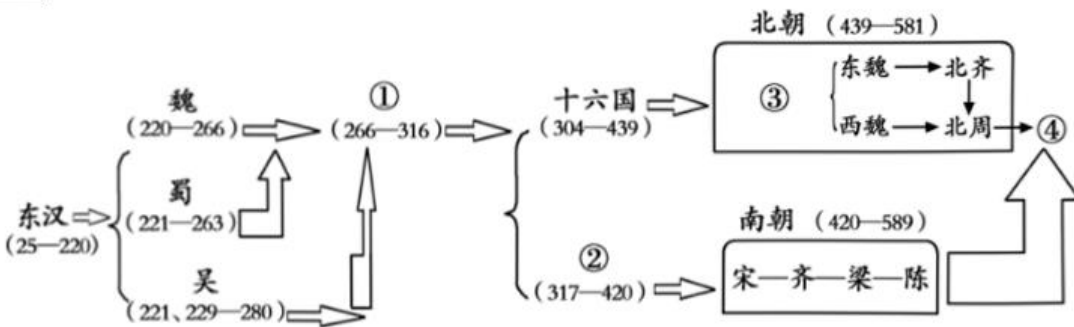 北朝 (439—581)
魏
(220—266)
①
(266—316)
十六国
(304—439)
③
东魏
北齐
西魏
北周
④
东汉
(25—220)
蜀
(221—263)
吴
(221、229—280)
②
(317—420)
南朝 (420—589)
宋—齐—梁—陈